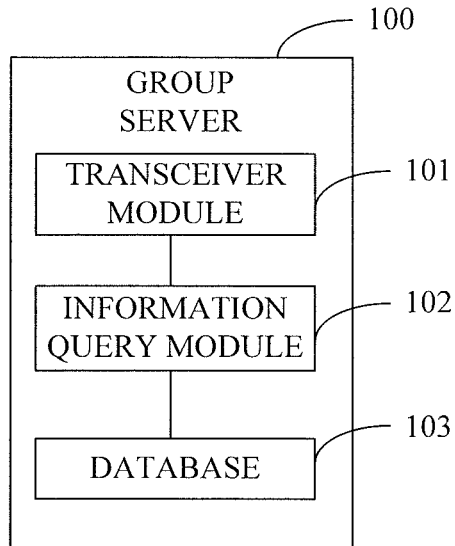 100
GROUP
SERVER
TRANSCEIVER
MODULE
101
INFORMATION
QUERY MODULE
102
DATABASE
103